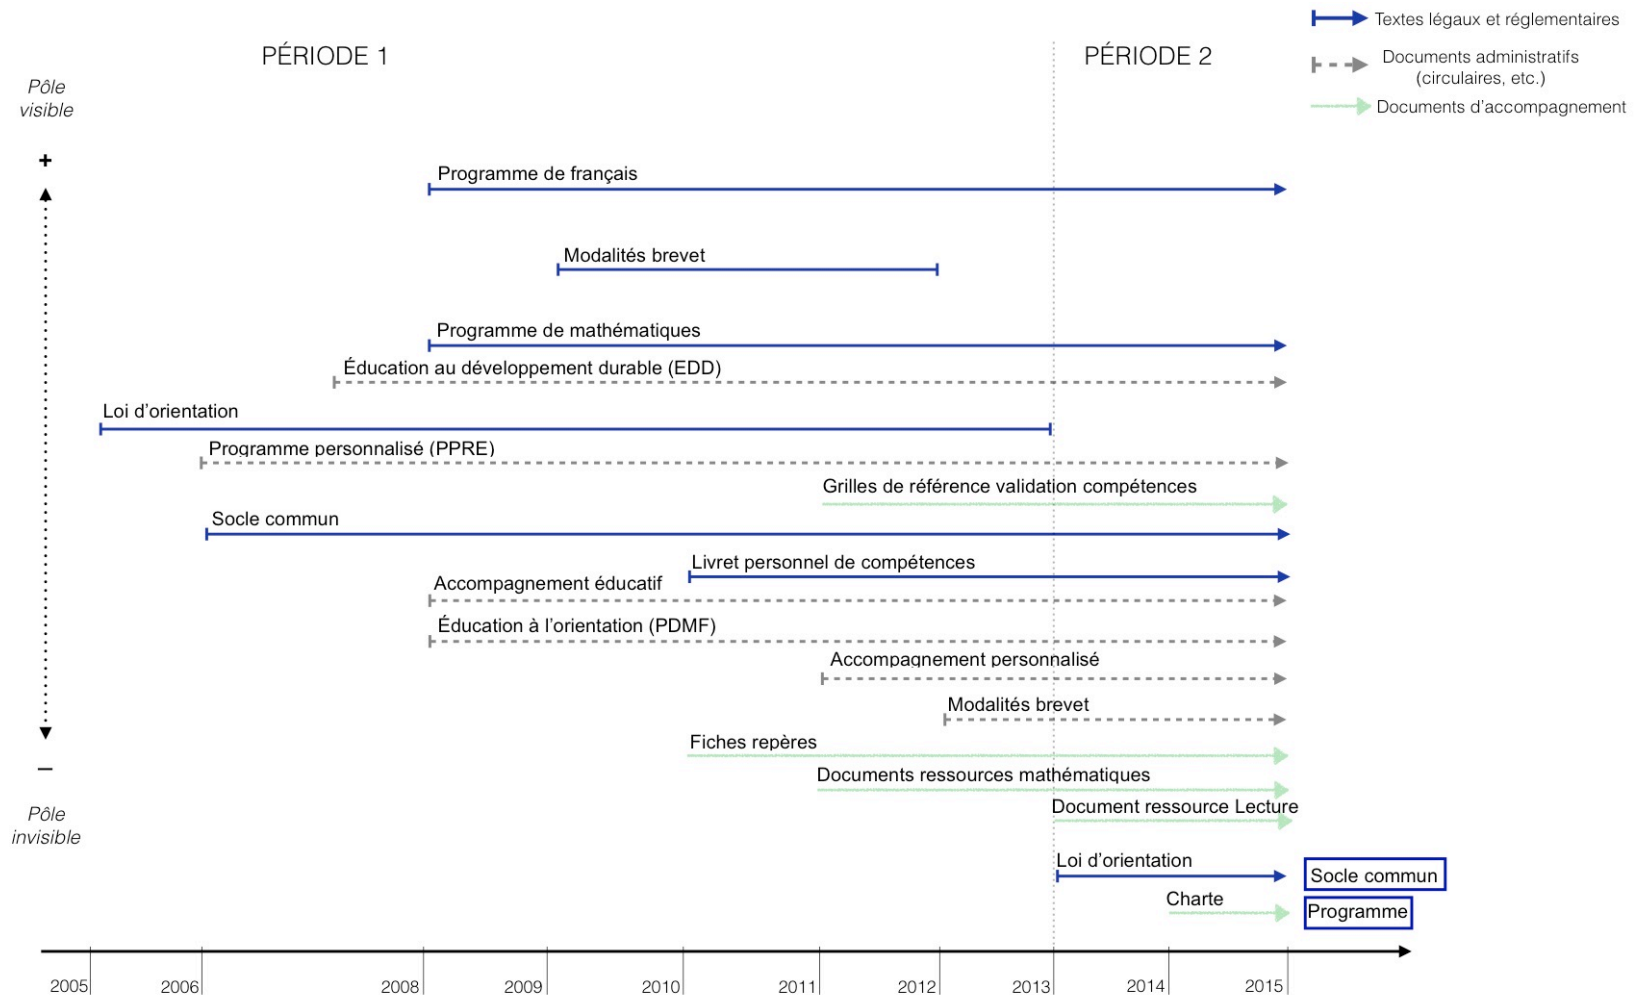 Textes légaux et réglementaires
PÉRIODE 1
PÉRIODE 2
Documents administratifs
(circulaires, etc.)
Pôle
visible
Documents d'accompagnement
+
Programme de français
Modalités brevet
Programme de mathématiques
Éducation au développement durable (EDD)
Loi d'orientation
Programme personnalisé (PPRE)
Grilles de référence validation compétences
Socle commun
Livret personnel de compétences
Accompagnement éducatif
Éducation à l'orientation (PDMF)
Accompagnement personnalisé
Modalités brevet
Fiches repères
–
Documents ressources mathématiques
Document ressource Lecture
Pôle
invisible
Loi d'orientation
Socle commun
Charte
Programme
2005
2006
2008
2009
2010
2011
2012
2013
2014
2015